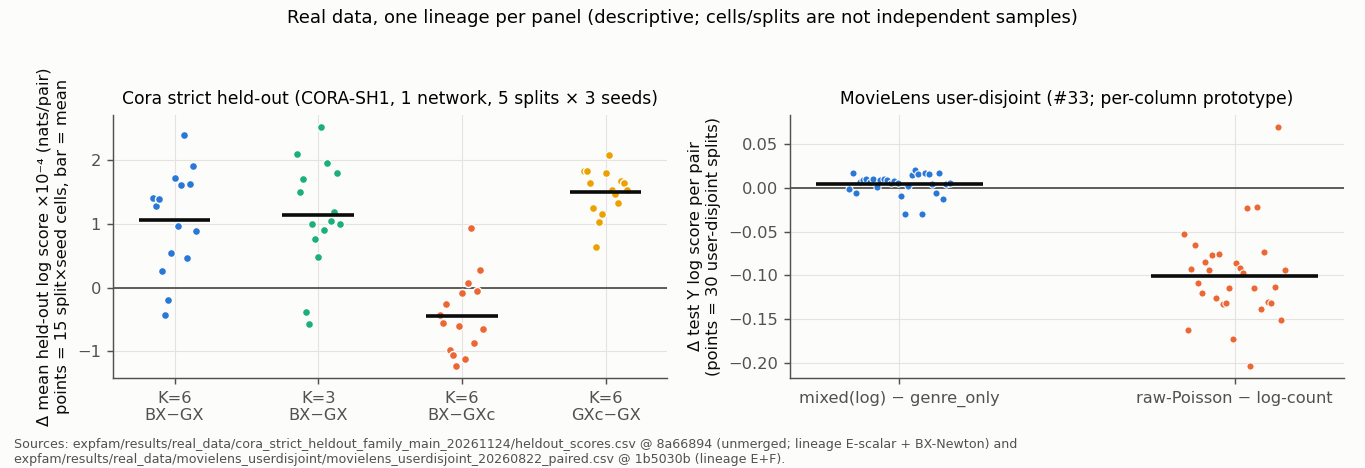 Real data, one lineage per panel (descriptive; cells/splits are not independent samples)
Cora strict held-out (CORA-SH1, 1 network, 5 splits × 3 seeds)
Δ mean held-out log score ×10⁻⁴ (nats/pair)
points = 15 split×seed cells, bar = mean
2
1
0
−1
K=6
BX−GX
K=3
BX−GX
K=6
BX−GXc
K=6
GXc−GX
MovieLens user-disjoint (#33; per-column prototype)
Δ test Y log score per pair
(points = 30 user-disjoint splits)
0.05
0.00
−0.05
−0.10
−0.15
−0.20
mixed(log) − genre_only
raw-Poisson − log-count
Sources: expfam/results/real_data/cora_strict_heldout_family_main_20261124/heldout_scores.csv @ 8a66894 (unmerged; lineage E-scalar + BX-Newton) and
expfam/results/real_data/movielens_userdisjoint/movielens_userdisjoint_20260822_paired.csv @ 1b5030b (lineage E+F).